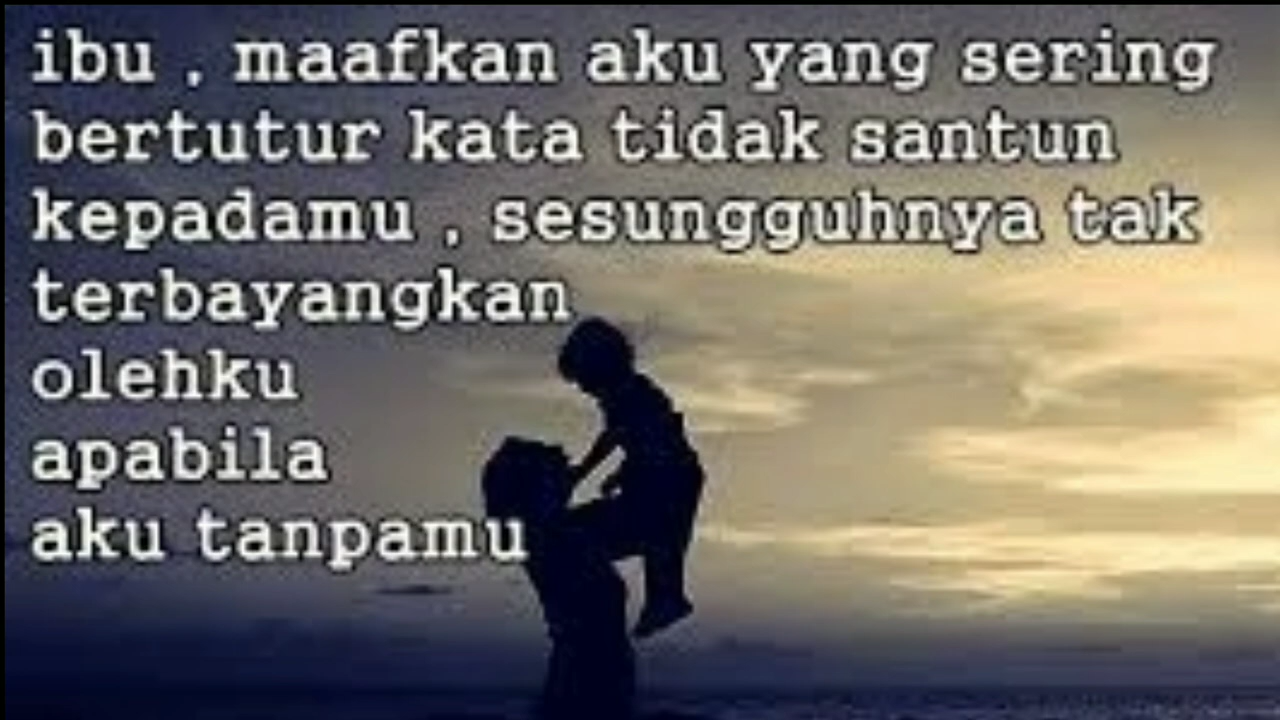 ibu , maafkan aku yang sering
bertutur kata tidak santun
kepadamu , sesungguhnya tak
terbayangkan
olehku
apabila
aku tanpamu